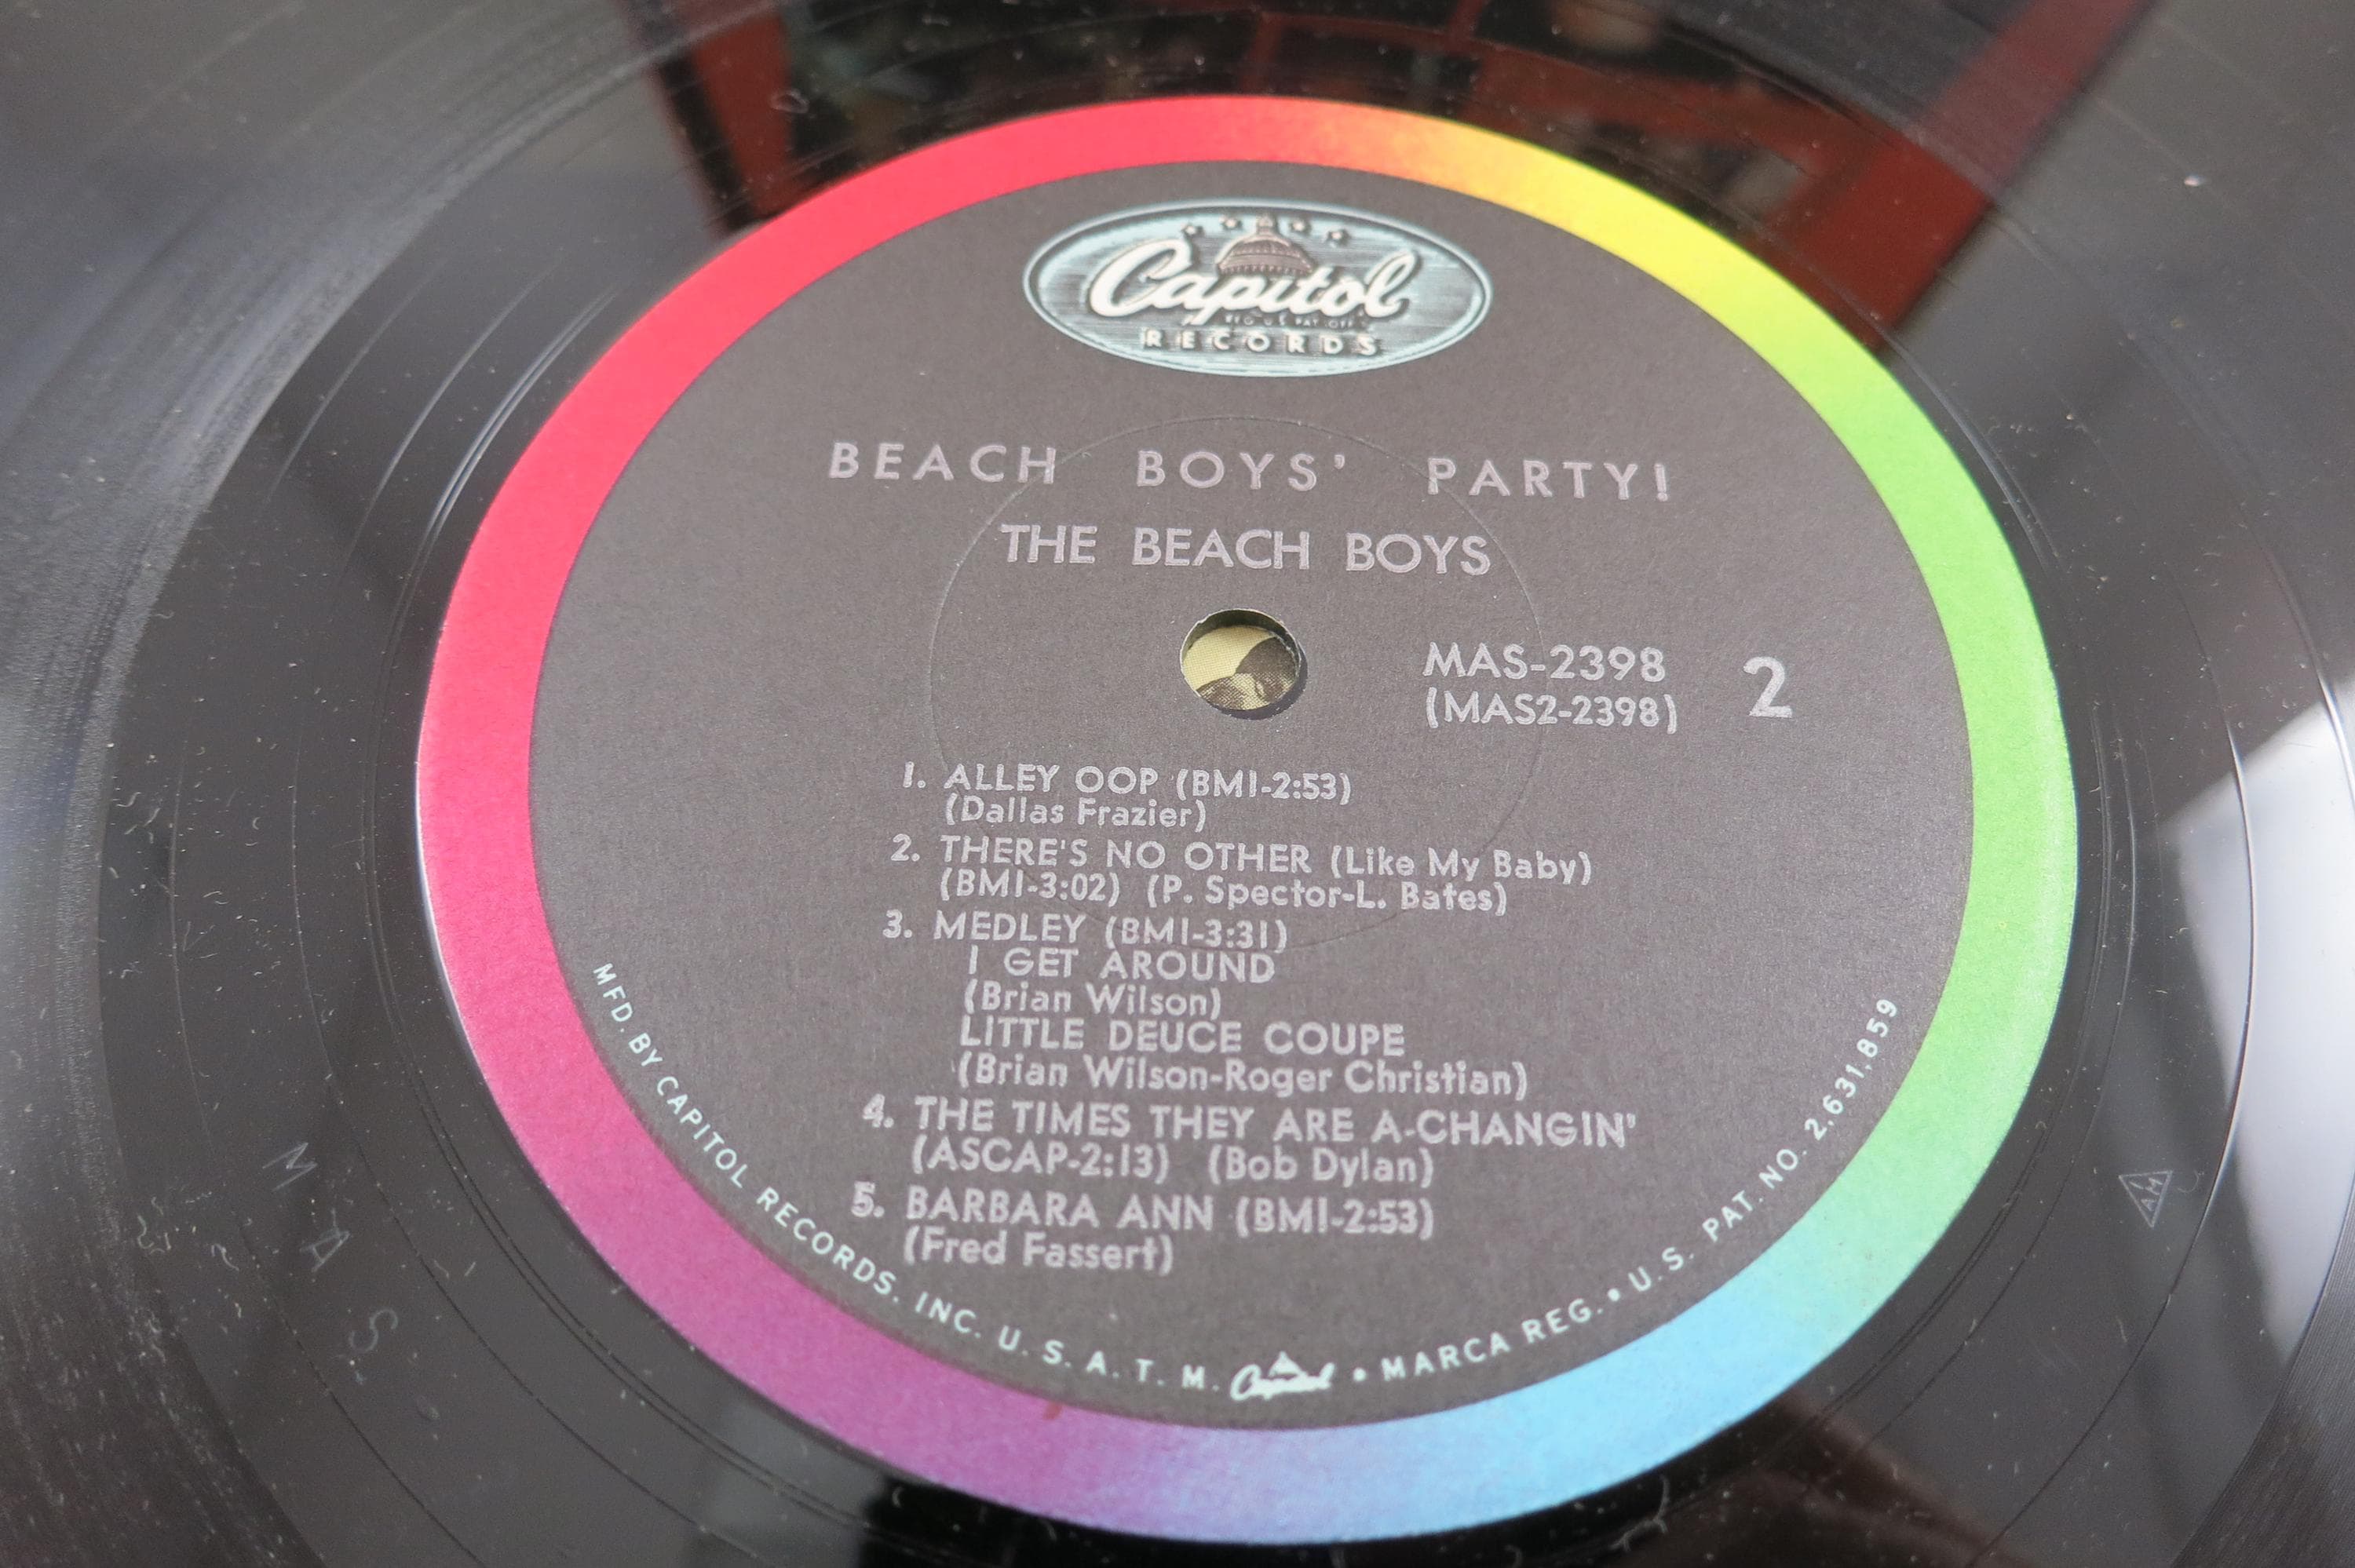 Capitol
REG. U.S. PAT. OFF.
RECORDS
BEACH BOYS' PARTY!
THE BEACH BOYS
MAS-2398
(MAS2-2398)
2
1. ALLEY OOP (BMI-2:53)
(Dallas Frazier)
2. THERE'S NO OTHER (Like My Baby)
(BMI-3:02) (P. Spector-L. Bates)
3. MEDLEY (BMI-3:31)
I GET AROUND
(Brian Wilson)
LITTLE DEUCE COUPE
(Brian Wilson-Roger Christian)
4. THE TIMES THEY ARE A-CHANGIN'
(ASCAP-2:13) (Bob Dylan)
5. BARBARA ANN (BMI-2:53)
(Fred Fassert)
MFD. BY CAPITOL RECORDS, INC. U. S. A. T. M. Capitol • MARCA REG. • U.S. PAT. NO. 2,631,859
M A S
IAM